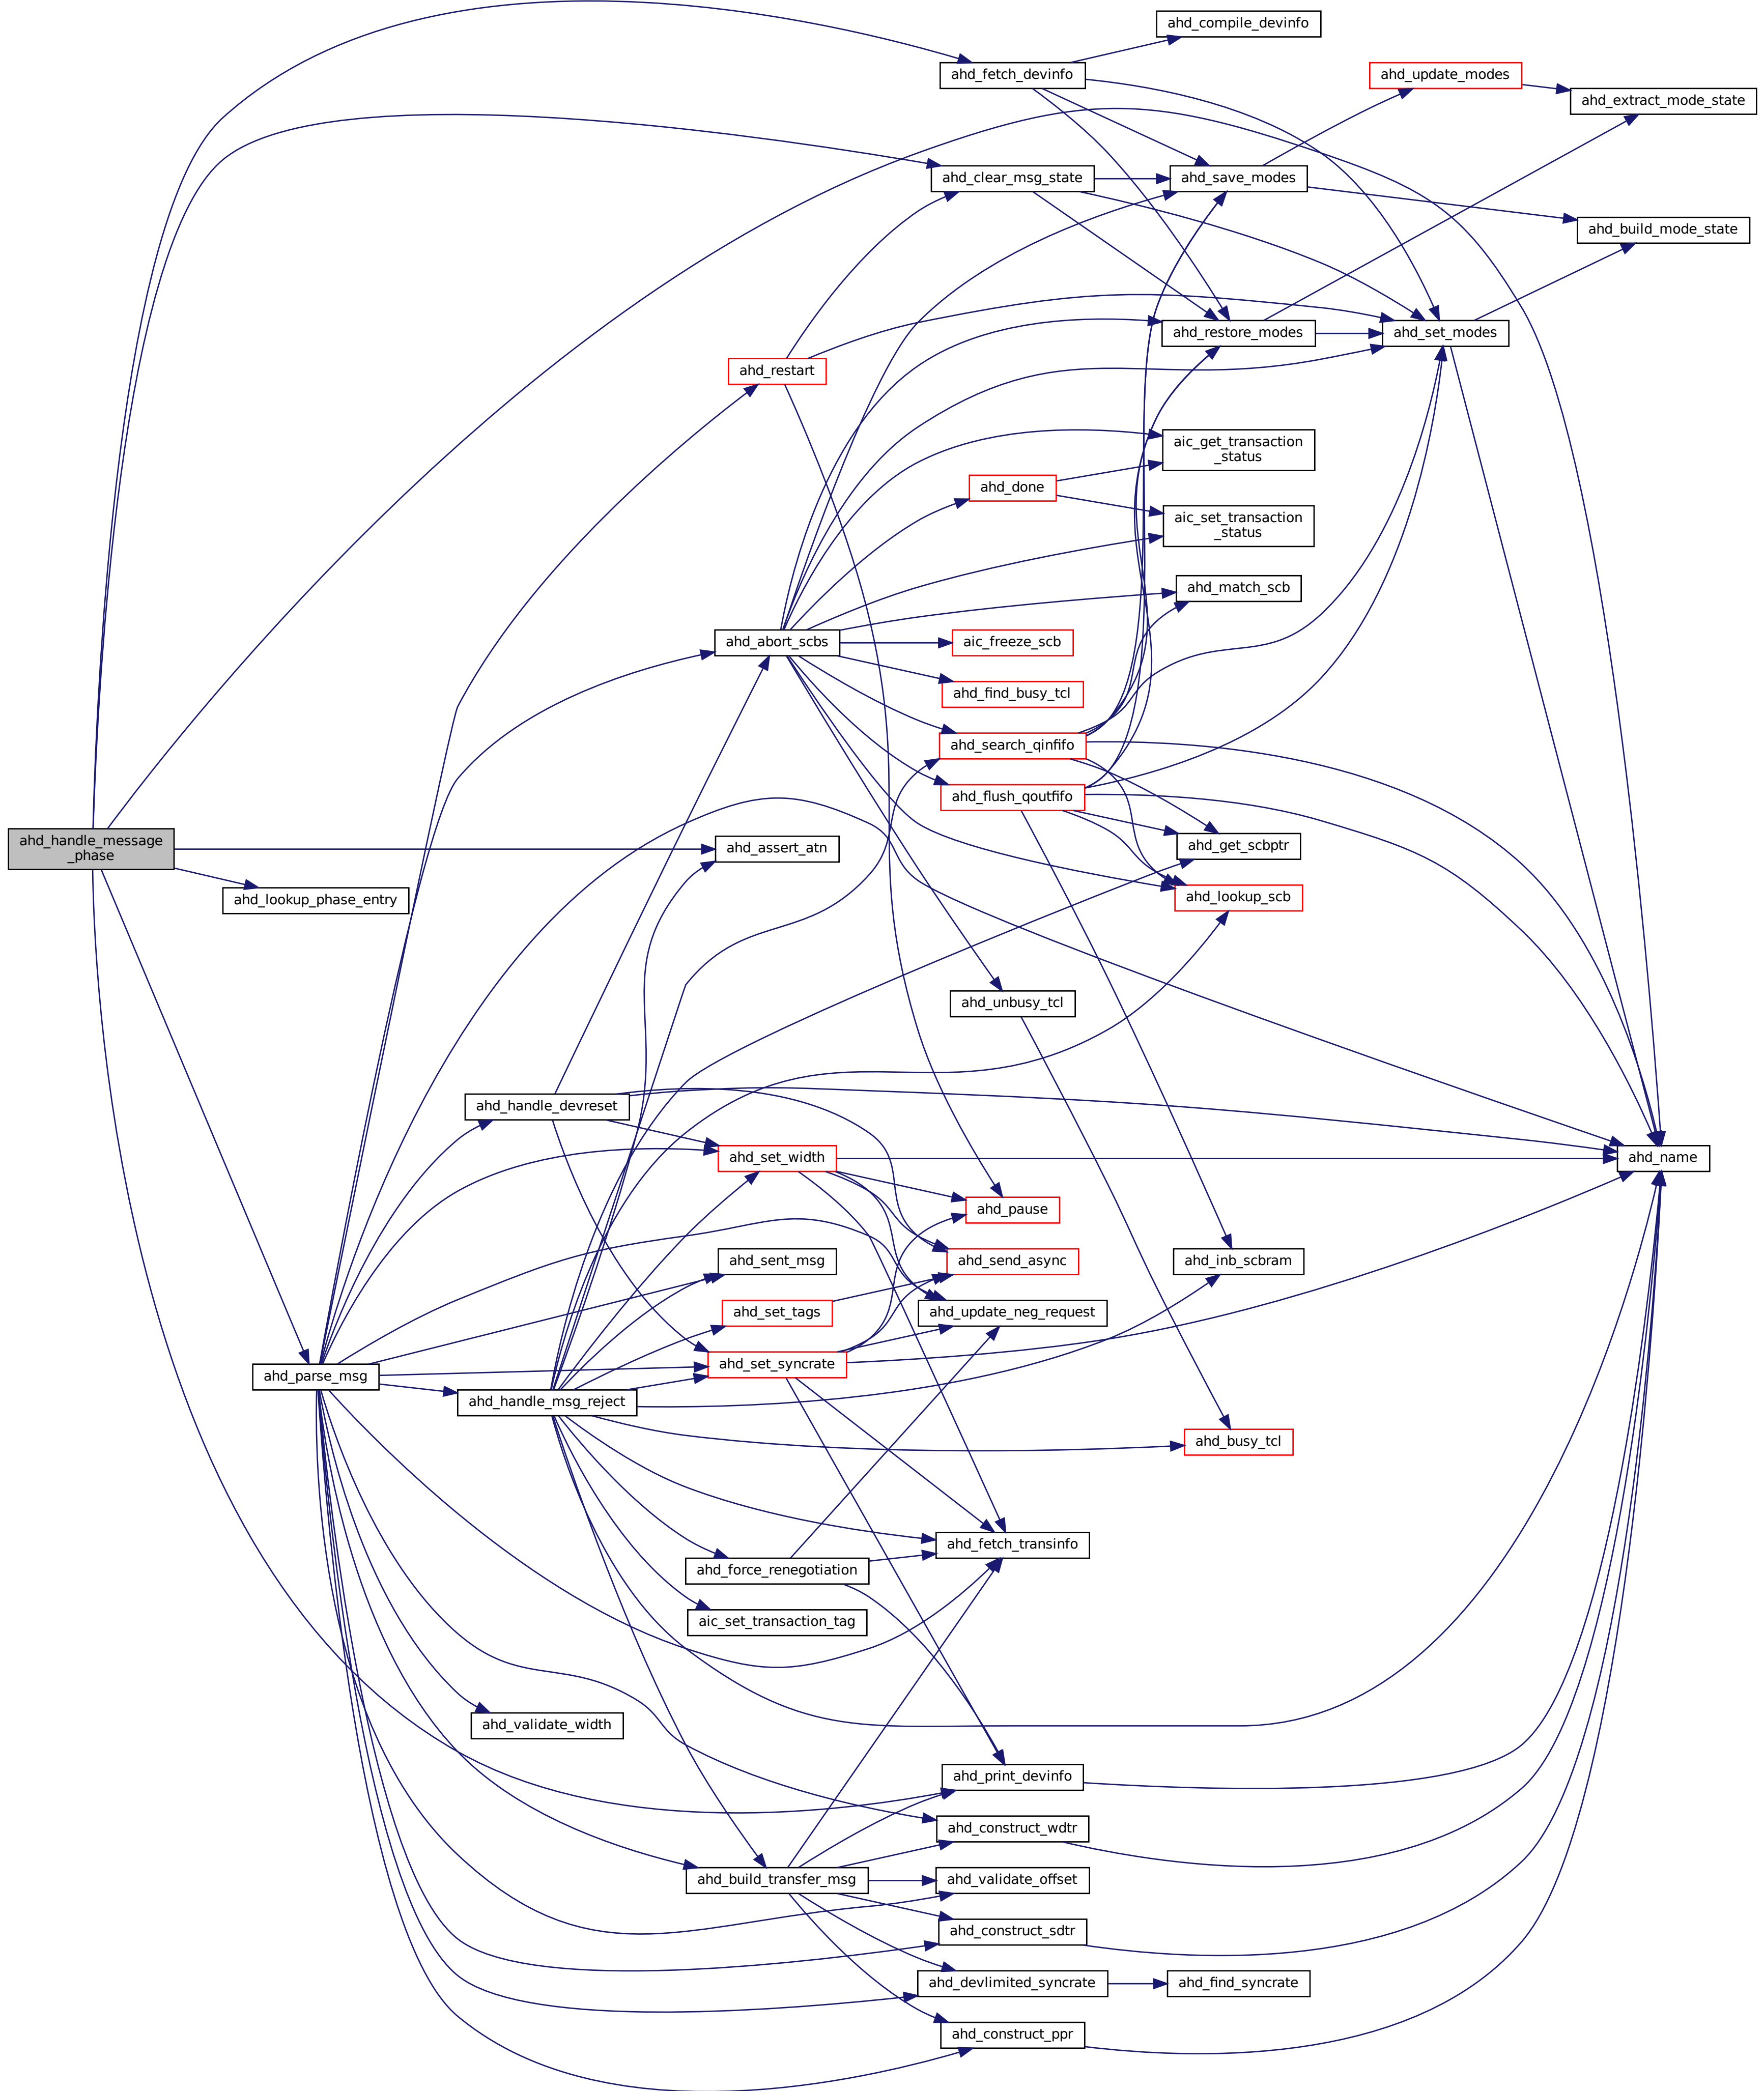 ahd_compile_devinfo
ahd_fetch_devinfo
ahd_update_modes
ahd_extract_mode_state
ahd_clear_msg_state
ahd_save_modes
ahd_build_mode_state
ahd_restore_modes
ahd_set_modes
ahd_restart
aic_get_transaction
_status
ahd_done
aic_set_transaction
_status
ahd_match_scb
ahd_abort_scbs
aic_freeze_scb
ahd_find_busy_tcl
ahd_search_qinfifo
ahd_flush_qoutfifo
ahd_handle_message
_phase
ahd_assert_atn
ahd_get_scbptr
ahd_lookup_phase_entry
ahd_lookup_scb
ahd_unbusy_tcl
ahd_handle_devreset
ahd_set_width
ahd_name
ahd_pause
ahd_sent_msg
ahd_send_async
ahd_inb_scbram
ahd_set_tags
ahd_update_neg_request
ahd_parse_msg
ahd_set_syncrate
ahd_handle_msg_reject
ahd_busy_tcl
ahd_fetch_transinfo
ahd_force_renegotiation
aic_set_transaction_tag
ahd_validate_width
ahd_print_devinfo
ahd_construct_wdtr
ahd_build_transfer_msg
ahd_validate_offset
ahd_construct_sdtr
ahd_devlimited_syncrate
ahd_find_syncrate
ahd_construct_ppr